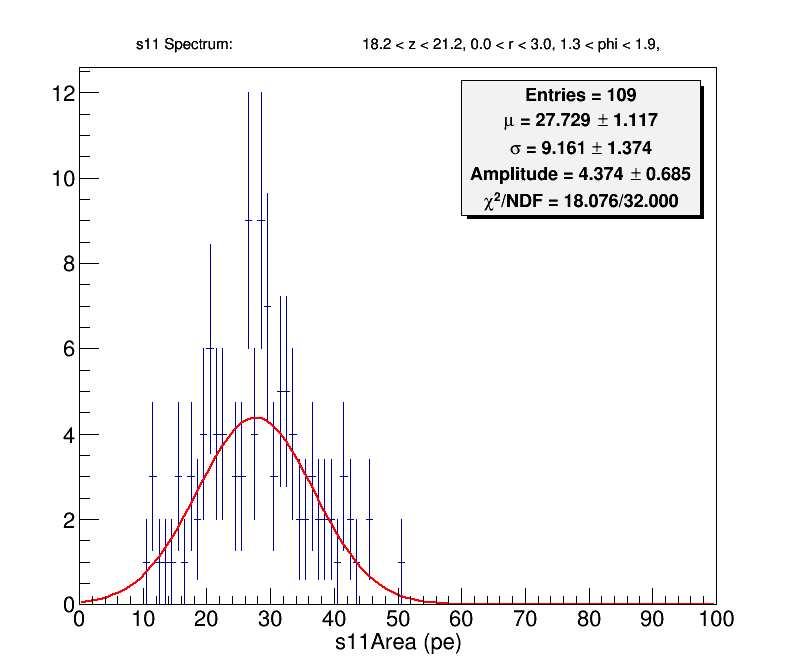 s11 Spectrum: 18.2 < z < 21.2, 0.0 < r < 3.0, 1.3 < phi < 1.9,
Entries = 109
μ = 27.729 ± 1.117
σ = 9.161 ± 1.374
Amplitude = 4.374 ± 0.685
χ²/NDF = 18.076/32.000
12
10
8
6
4
2
0
0 10 20 30 40 50 60 70 80 90 100
s11Area (pe)